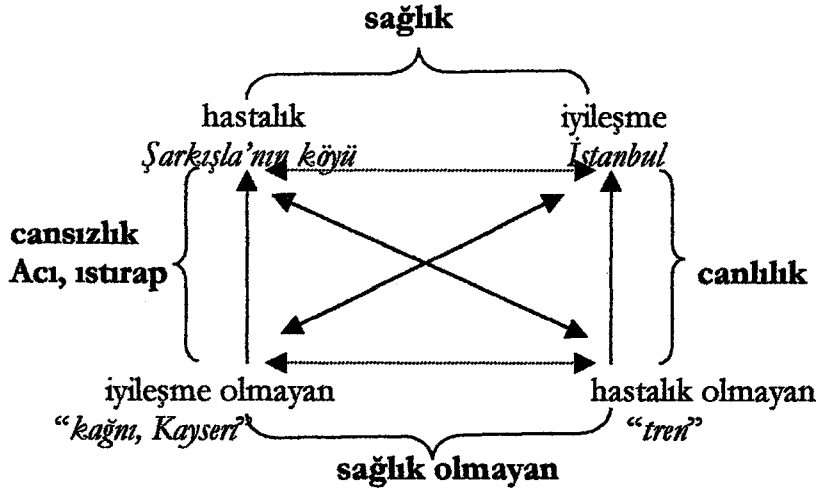 sağlık
hastalık
iyileşme
Şarkışla’nın köyü
İstanbul
cansızlık
Acı, ıstırap
canlılık
iyileşme olmayan
hastalık olmayan
“kağnı, Kayseri”
“tren”
sağlık olmayan